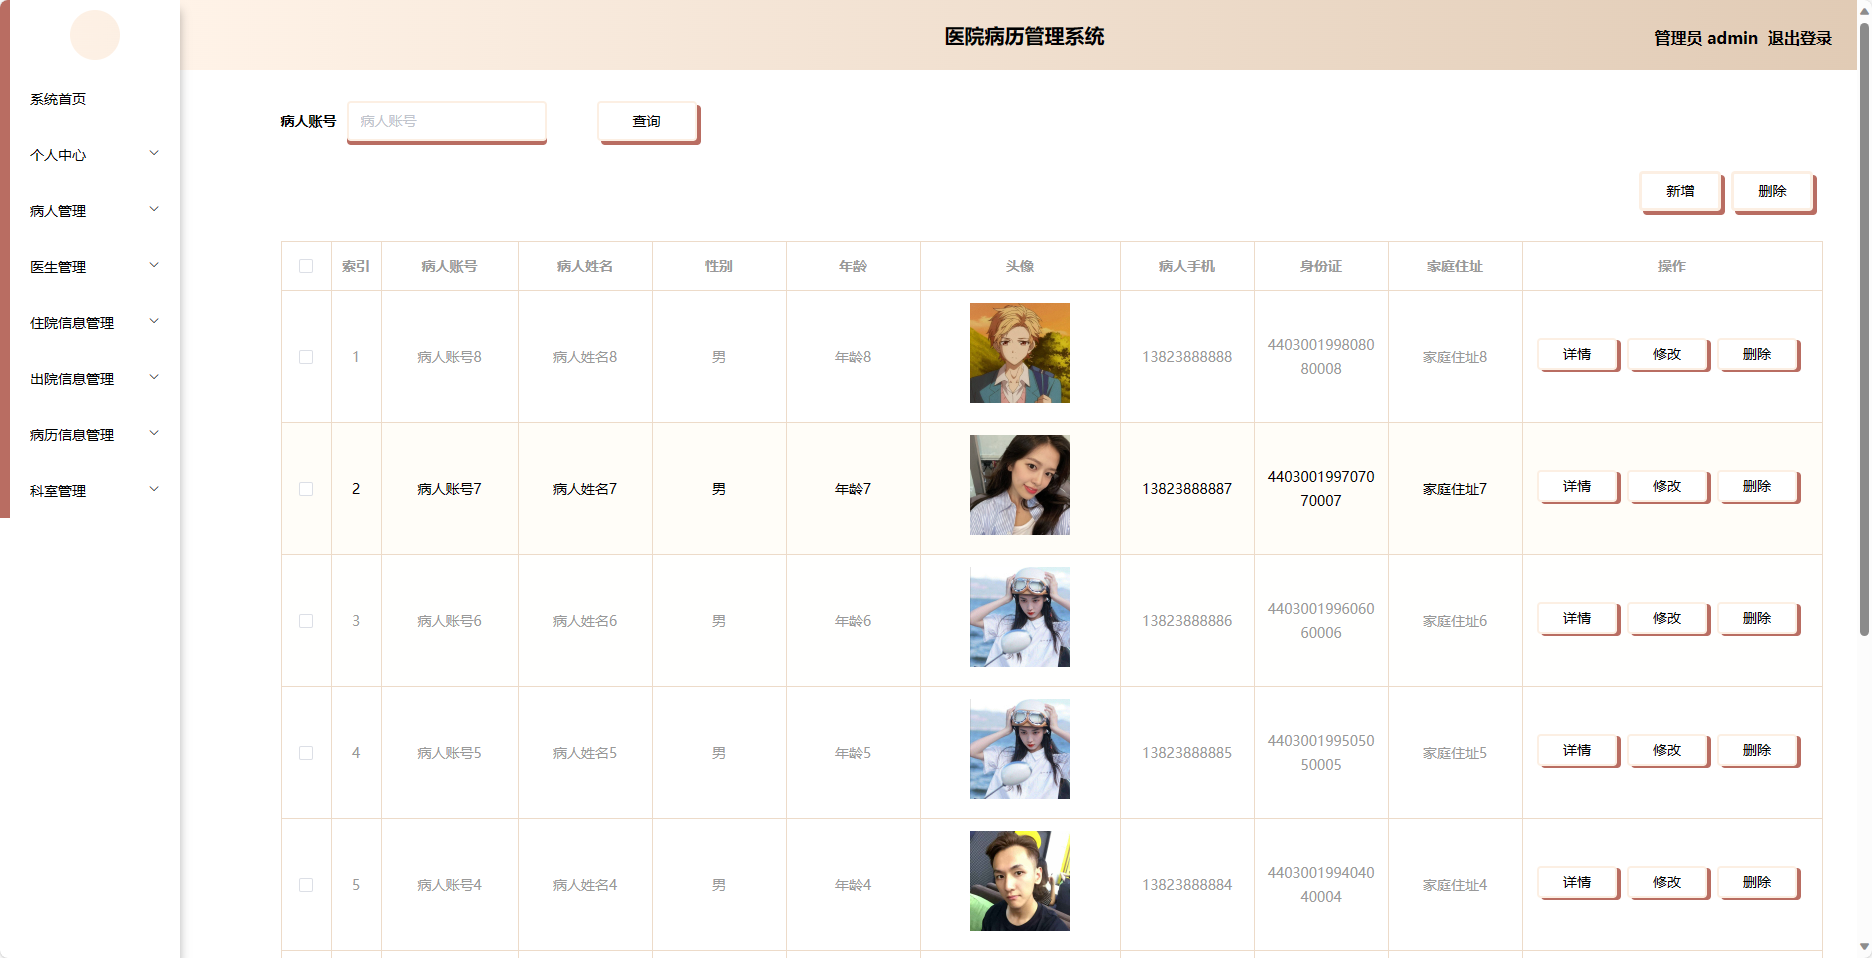 医院病历管理系统
管理员 admin 退出登录
系统首页
个人中心
病人管理
医生管理
住院信息管理
出院信息管理
病历信息管理
科室管理
病人账号 病人账号 查询
新增 删除
索引 病人账号 病人姓名 性别 年龄 头像 病人手机 身份证 家庭住址 操作
1 病人账号8 病人姓名8 男 年龄8 13823888888 4403001998080
80008 家庭住址8 详情 修改 删除
2 病人账号7 病人姓名7 男 年龄7 13823888887 4403001997070
70007 家庭住址7 详情 修改 删除
3 病人账号6 病人姓名6 男 年龄6 13823888886 4403001996060
60006 家庭住址6 详情 修改 删除
4 病人账号5 病人姓名5 男 年龄5 13823888885 4403001995050
50005 家庭住址5 详情 修改 删除
5 病人账号4 病人姓名4 男 年龄4 13823888884 4403001994040
40004 家庭住址4 详情 修改 删除